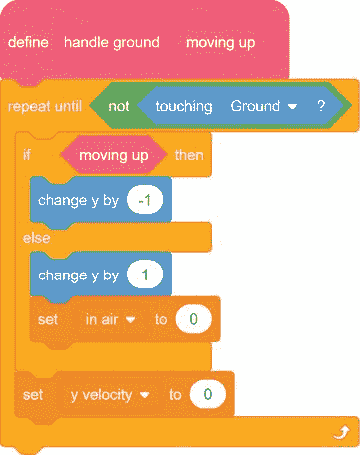 define handle ground moving up
repeat until not touching Ground ?
if moving up then
change y by -1
else
change y by 1
set in air to 0
set y velocity to 0